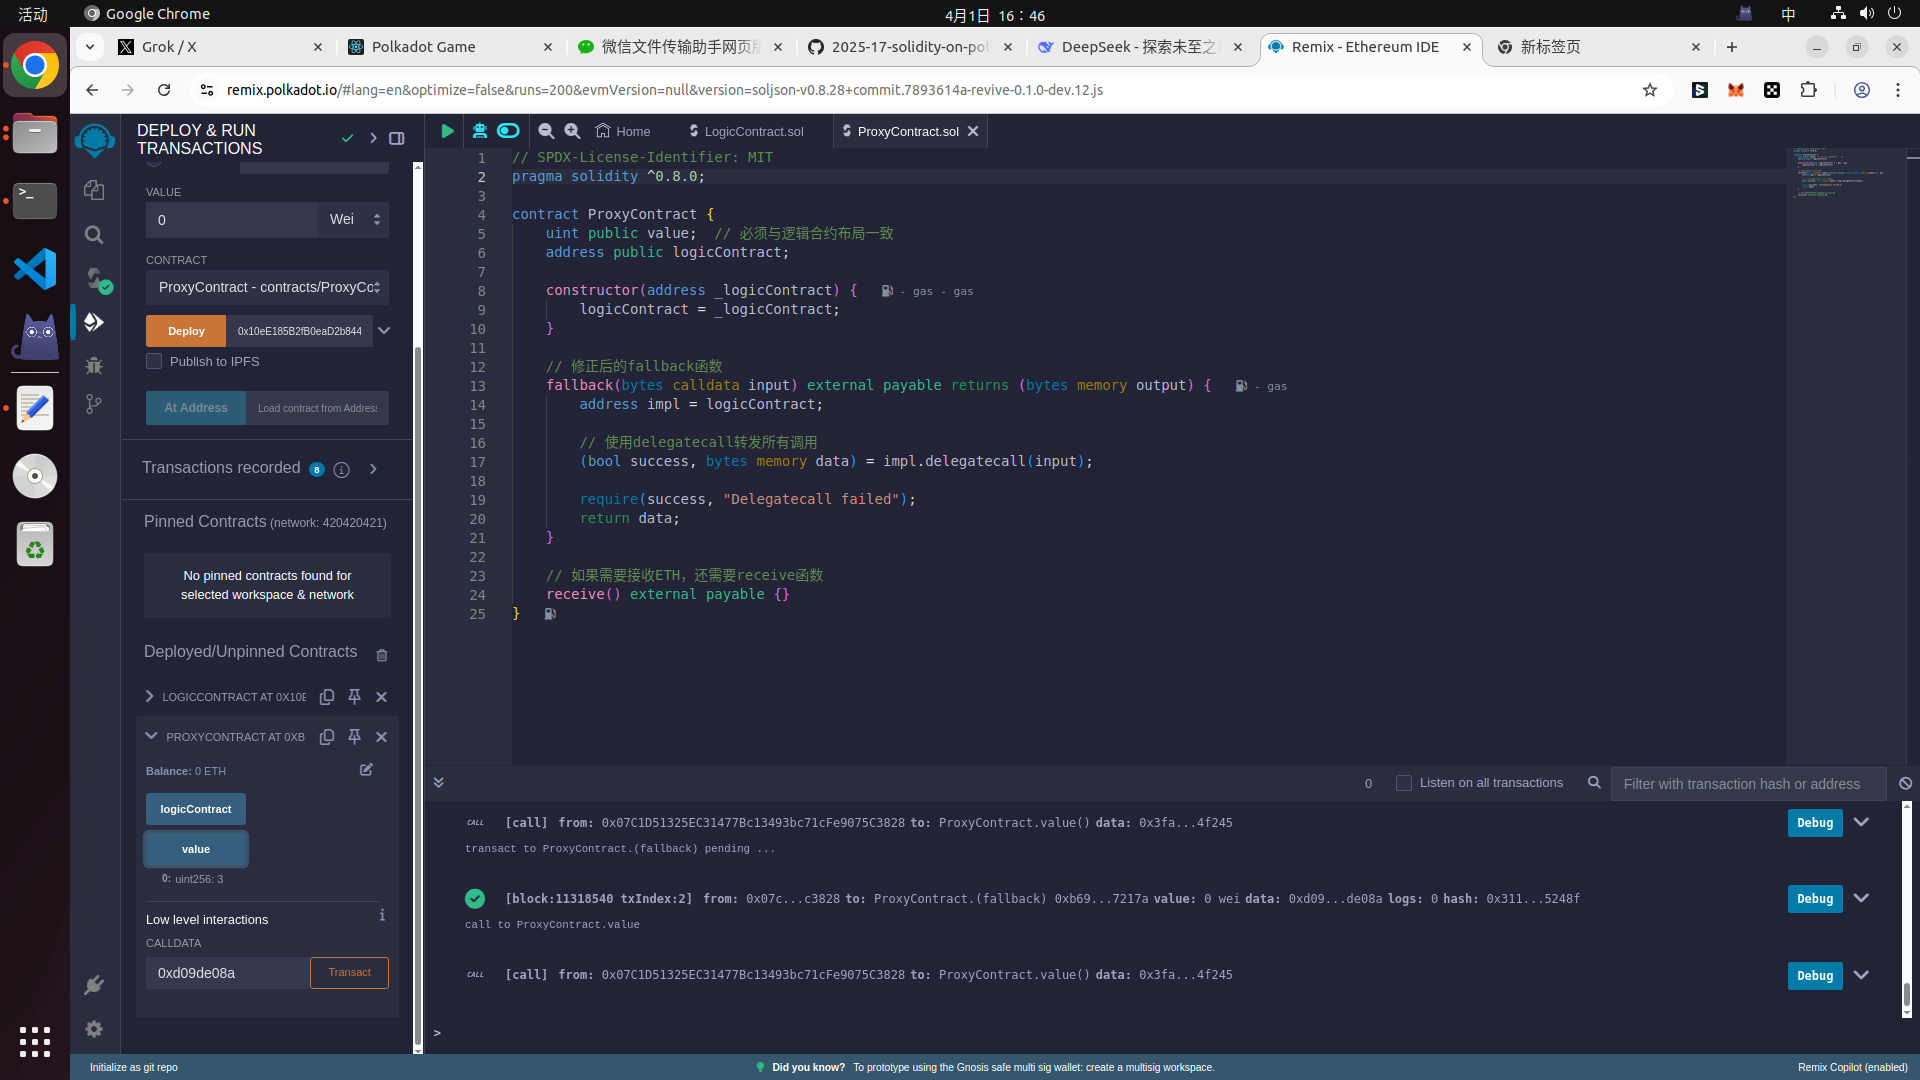 活动
Google Chrome
4月1日 16：46
中
Grok / X
Polkadot Game
微信文件传输助手网页版
2025-17-solidity-on-pol
DeepSeek - 探索未至之
Remix - Ethereum IDE
新标签页
remix.polkadot.io/#lang=en&optimize=false&runs=200&evmVersion=null&version=soljson-v0.8.28+commit.7893614a-revive-0.1.0-dev.12.js
DEPLOY & RUN
TRANSACTIONS
VALUE
0
Wei
CONTRACT
ProxyContract - contracts/ProxyCo
Deploy
0x10eE185B2fB0eaD2b844
Publish to IPFS
At Address
Load contract from Address
Transactions recorded 8
Pinned Contracts (network: 420420421)
No pinned contracts found for
selected workspace & network
Deployed/Unpinned Contracts
LOGICCONTRACT AT 0X10E
PROXYCONTRACT AT 0XB
Balance: 0 ETH
logicContract
value
0: uint256: 3
Low level interactions
CALLDATA
0xd09de08a
Transact
Home
LogicContract.sol
ProxyContract.sol
1 // SPDX-License-Identifier: MIT
2 pragma solidity ^0.8.0;
3
4 contract ProxyContract {
5 uint public value; // 必须与逻辑合约布局一致
6 address public logicContract;
7
8 constructor(address _logicContract) { - gas - gas
9 logicContract = _logicContract;
10 }
11
12 // 修正后的fallback函数
13 fallback(bytes calldata input) external payable returns (bytes memory output) { - gas
14 address impl = logicContract;
15
16 // 使用delegatecall转发所有调用
17 (bool success, bytes memory data) = impl.delegatecall(input);
18
19 require(success, "Delegatecall failed");
20 return data;
21 }
22
23 // 如果需要接收ETH，还需要receive函数
24 receive() external payable {}
25 }
0
Listen on all transactions
Filter with transaction hash or address
CALL [call] from: 0x07C1D51325EC31477Bc13493bc71cFe9075C3828 to: ProxyContract.value() data: 0x3fa...4f245
Debug
transact to ProxyContract.(fallback) pending ...
[block:11318540 txIndex:2] from: 0x07c...c3828 to: ProxyContract.(fallback) 0xb69...7217a value: 0 wei data: 0xd09...de08a logs: 0 hash: 0x311...5248f
Debug
call to ProxyContract.value
CALL [call] from: 0x07C1D51325EC31477Bc13493bc71cFe9075C3828 to: ProxyContract.value() data: 0x3fa...4f245
Debug
>
Initialize as git repo
Did you know? To prototype using the Gnosis safe multi sig wallet: create a multisig workspace.
Remix Copilot (enabled)